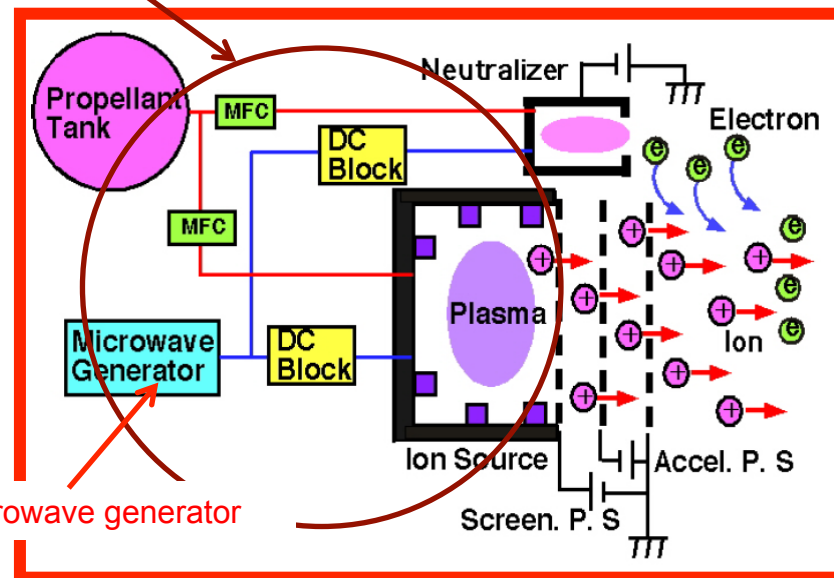 Neutralizer
Propellant
Tank
MFC
Electron
DC
Block
e
e
e
MFC
+
+
e
+
+
+
Plasma
+
e
+
Ion
e
Microwave
Generator
DC
Block
+
+
+
+
Ion Source
Accel. P. S
rowave generator
Screen. P. S